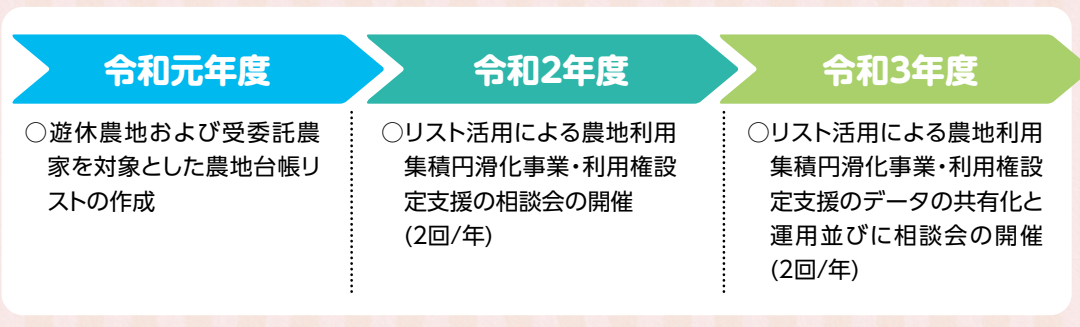 令和元年度
○遊休農地および受委託農
家を対象とした農地台帳リ
ストの作成
令和2年度
○リスト活用による農地利用
集積円滑化事業・利用権設
定支援の相談会の開催
(2回/年)
令和3年度
○リスト活用による農地利用
集積円滑化事業・利用権設
定支援のデータの共有化と
運用並びに相談会の開催
(2回/年)